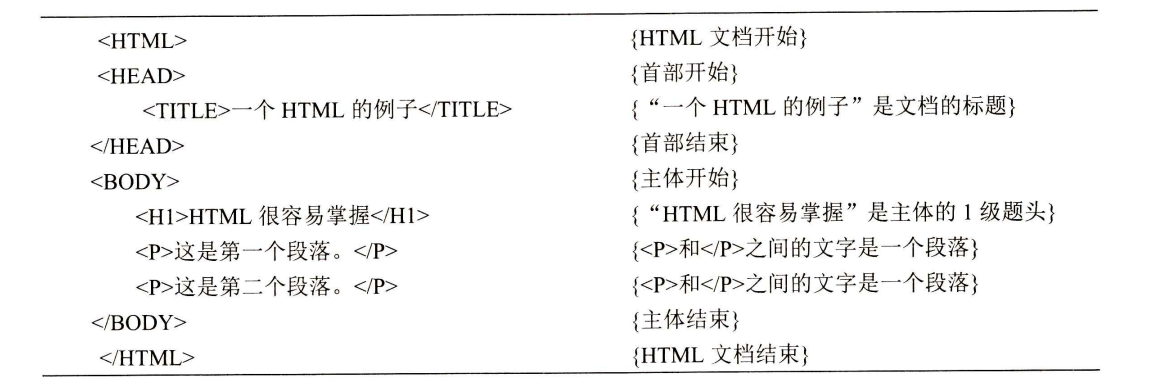 <HTML> {HTML 文档开始}
<HEAD> {首部开始}
<TITLE>一个 HTML 的例子</TITLE> {“一个 HTML 的例子”是文档的标题}
</HEAD> {首部结束}
<BODY> {主体开始}
<H1>HTML 很容易掌握</H1> {“HTML 很容易掌握”是主体的 1 级题头}
<P>这是第一个段落。</P> {<P>和</P>之间的文字是一个段落}
<P>这是第二个段落。</P> {<P>和</P>之间的文字是一个段落}
</BODY> {主体结束}
</HTML> {HTML 文档结束}